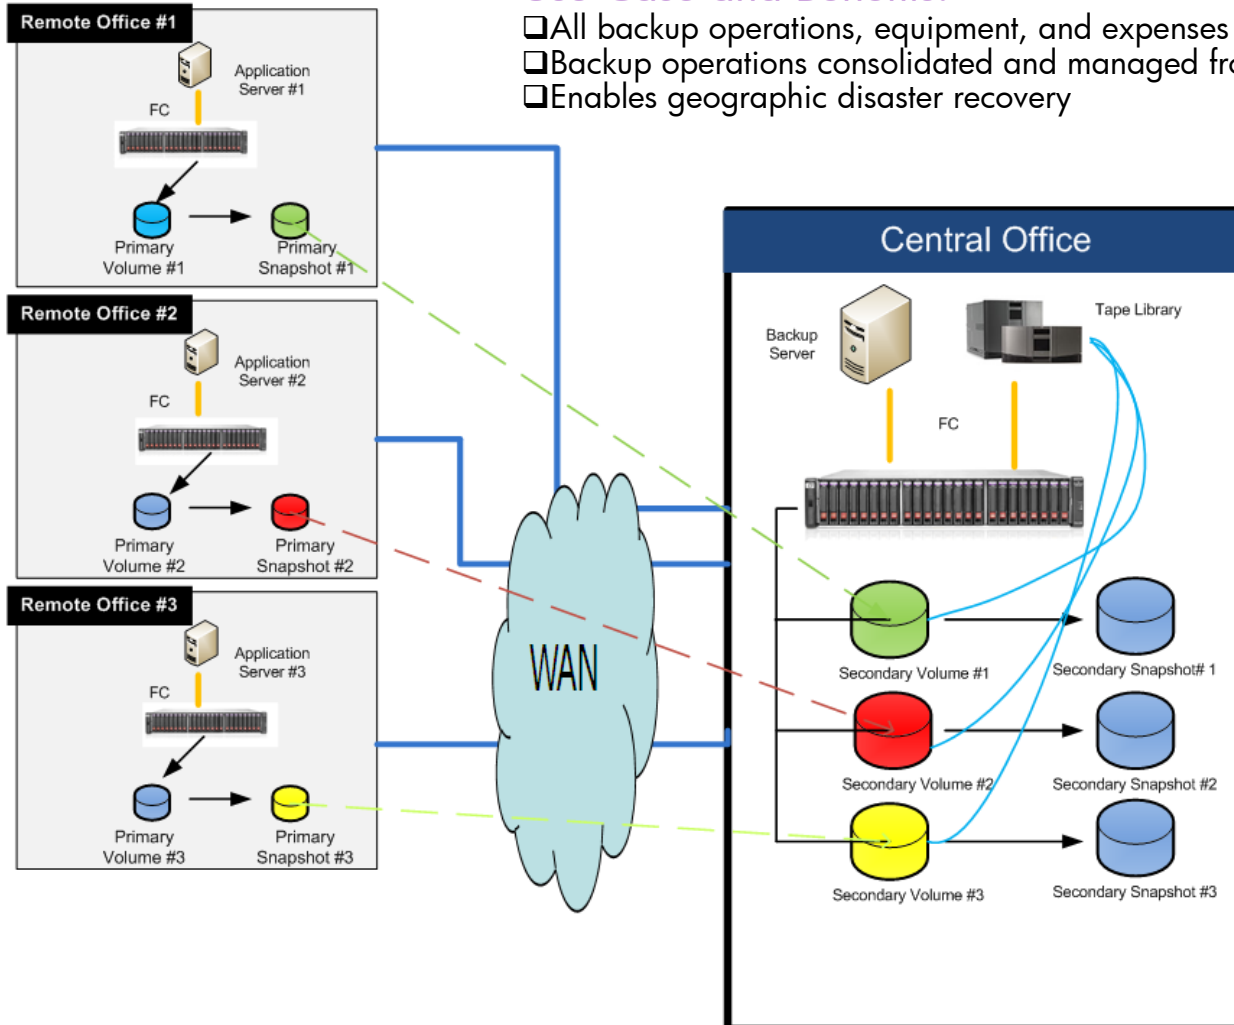 ❑All backup operations, equipment, and expenses
❑Backup operations consolidated and managed
❑Enables geographic disaster recovery
Remote Office #1
Application
Server #1
FC
Primary
Volume #1
Primary
Snapshot #1
Remote Office #2
Application
Server #2
FC
Primary
Volume #2
Primary
Snapshot #2
Remote Office #3
Application
Server #3
FC
Primary
Volume #3
Primary
Snapshot #3
WAN
Central Office
Backup
Server
Tape Library
FC
Secondary Volume #1
Secondary Snapshot# 1
Secondary Volume #2
Secondary Snapshot #2
Secondary Volume #3
Secondary Snapshot #3